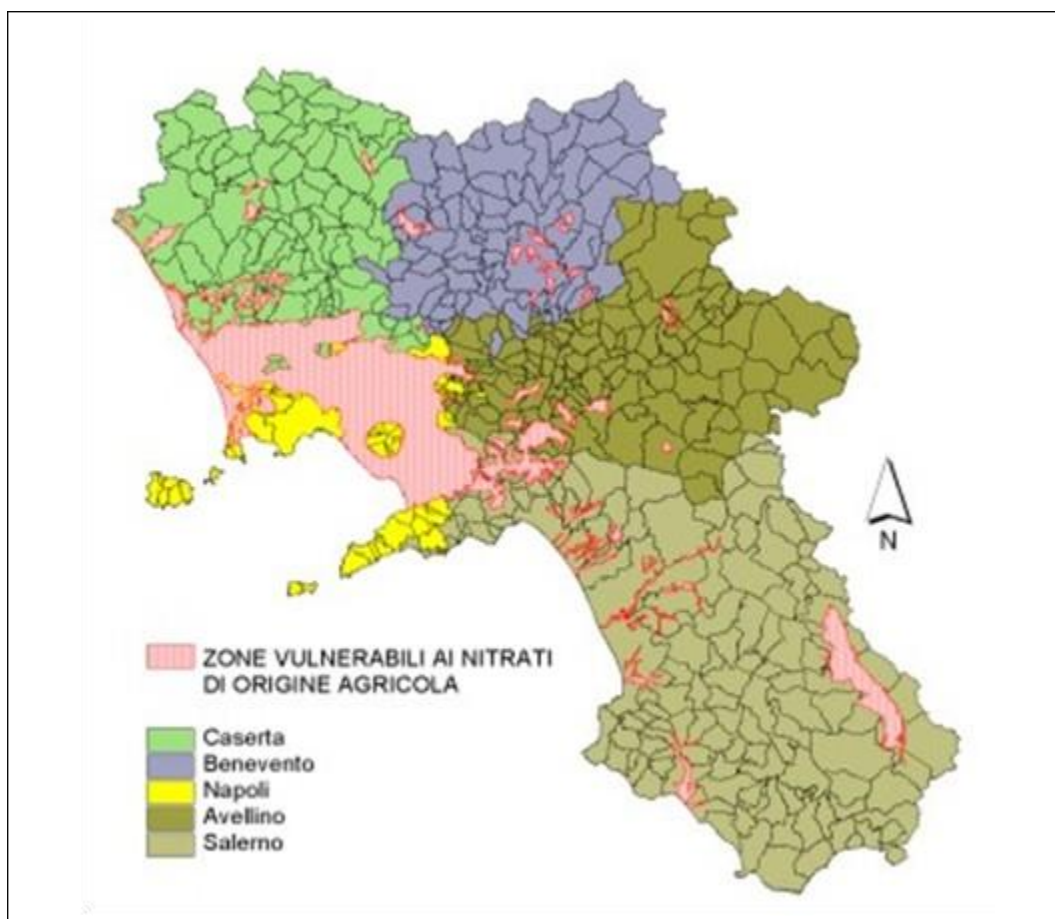 N
ZONE VULNERABILI AI NITRATI
DI ORIGINE AGRICOLA
Caserta
Benevento
Napoli
Avellino
Salerno